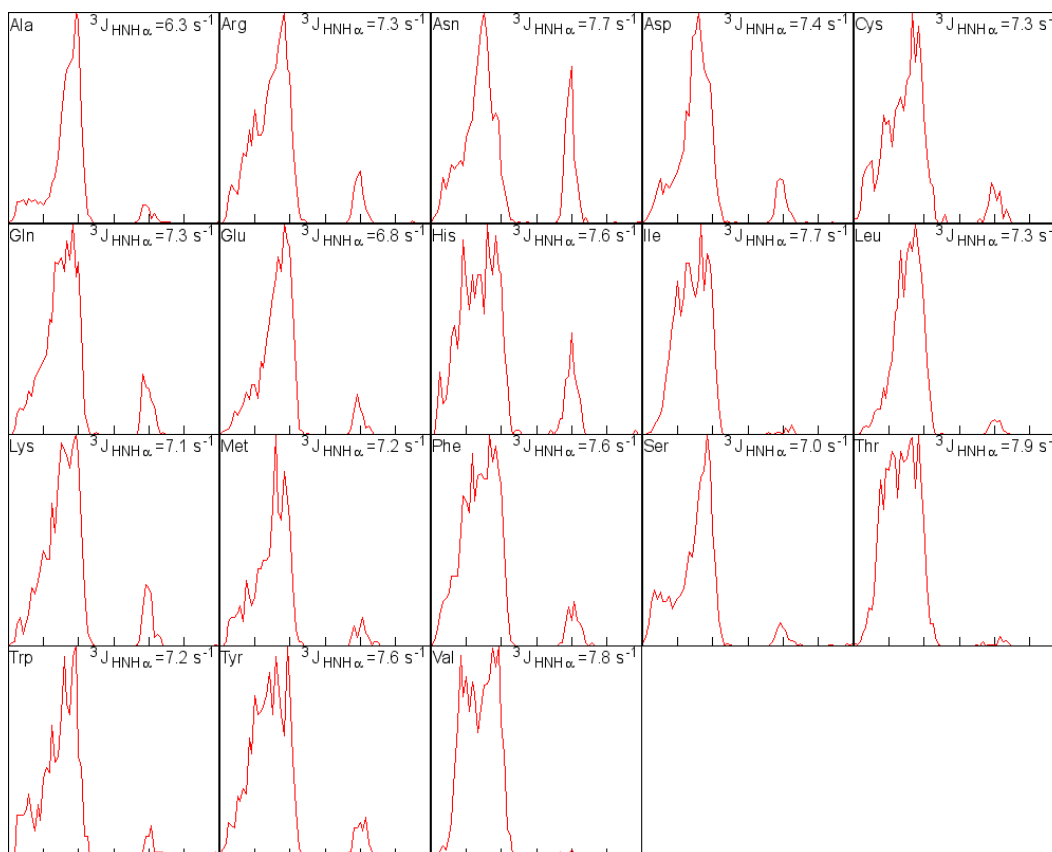 Ala ³J HNHα=6.3 s⁻¹
Arg ³J HNHα=7.3 s⁻¹
Asn ³J HNHα=7.7 s⁻¹
Asp ³J HNHα=7.4 s⁻¹
Cys ³J HNHα=7.3 s⁻¹
Gln ³J HNHα=7.3 s⁻¹
Glu ³J HNHα=6.8 s⁻¹
His ³J HNHα=7.6 s⁻¹
Ile ³J HNHα=7.7 s⁻¹
Leu ³J HNHα=7.3 s⁻¹
Lys ³J HNHα=7.1 s⁻¹
Met ³J HNHα=7.2 s⁻¹
Phe ³J HNHα=7.6 s⁻¹
Ser ³J HNHα=7.0 s⁻¹
Thr ³J HNHα=7.9 s⁻¹
Trp ³J HNHα=7.2 s⁻¹
Tyr ³J HNHα=7.6 s⁻¹
Val ³J HNHα=7.8 s⁻¹